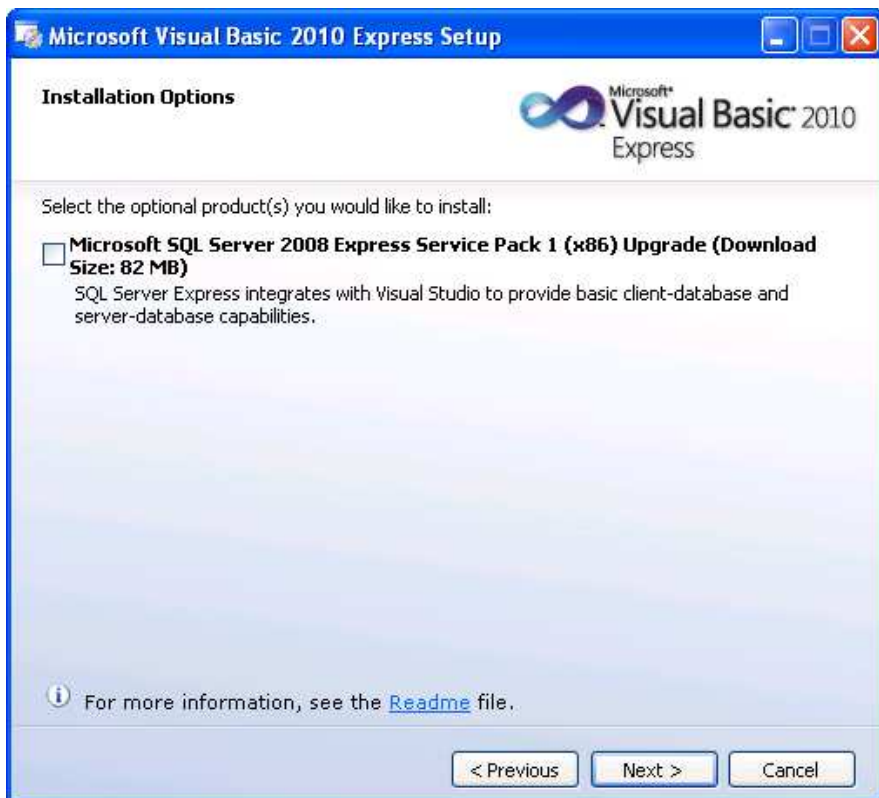 Microsoft Visual Basic 2010 Express Setup
Installation Options
Microsoft®
Visual Basic® 2010
Express
Select the optional product(s) you would like to install:
Microsoft SQL Server 2008 Express Service Pack 1 (x86) Upgrade (Download
Size: 82 MB)
SQL Server Express integrates with Visual Studio to provide basic client-database and
server-database capabilities.
For more information, see the Readme file.
< Previous
Next >
Cancel